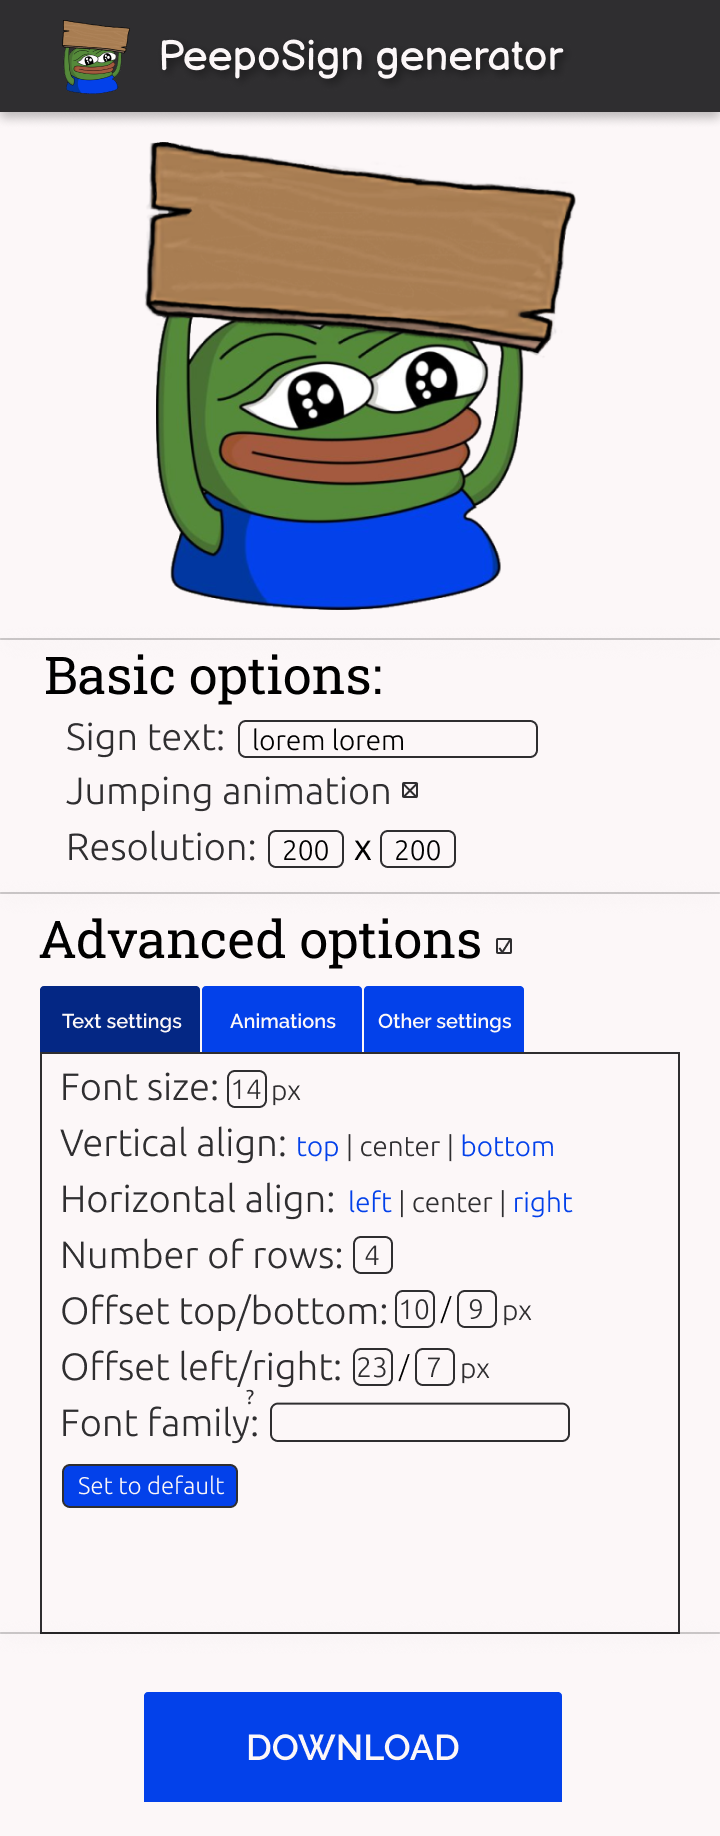 PeepoSign generator
Basic options:
Sign text: lorem lorem
Jumping animation
Resolution: 200 x 200
Advanced options
Text settings Animations Other settings
Font size: 14 px
Vertical align: top | center | bottom
Horizontal align: left | center | right
Number of rows: 4
Offset top/bottom: 10 / 9 px
Offset left/right: 23 / 7 px
Font family: ?
Set to default
DOWNLOAD